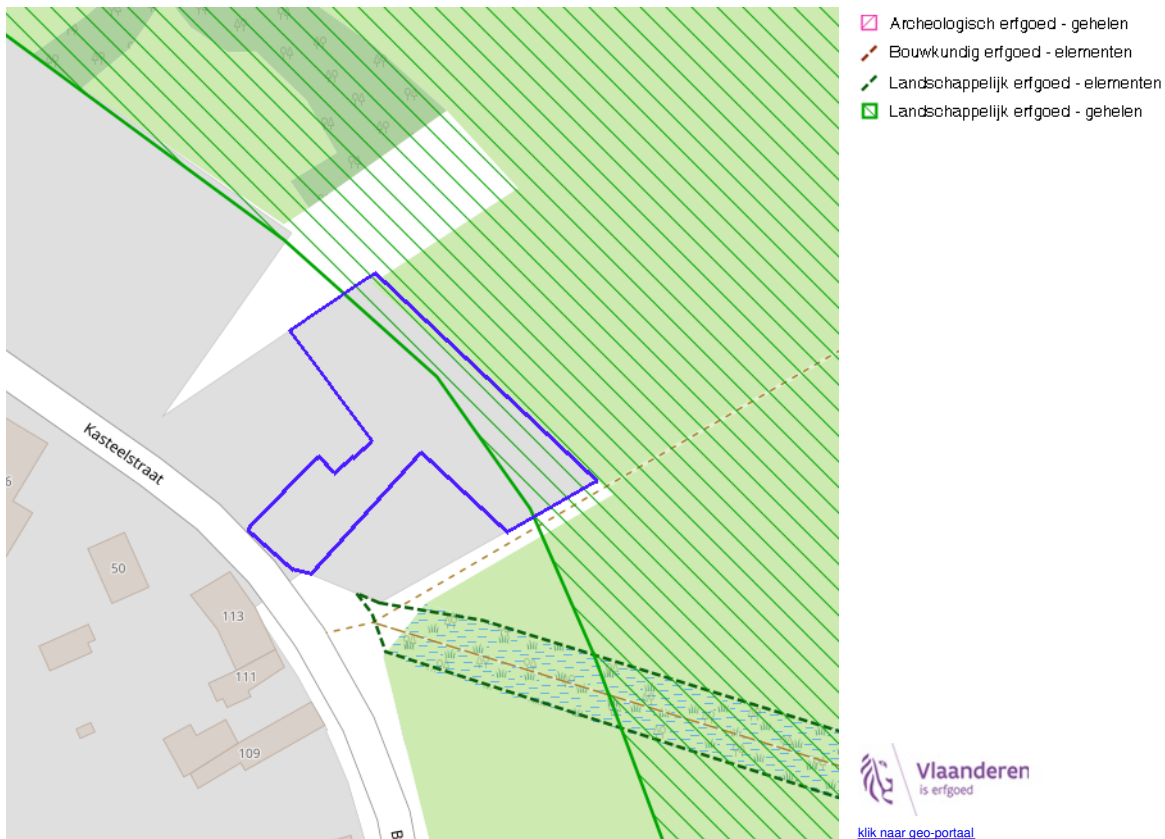 Archeologisch erfgoed - gehelen
Bouwkundig erfgoed - elementen
Landschappelijk erfgoed - elementen
Landschappelijk erfgoed - gehelen
Kasteelstraat
6
50
113
111
109
B
Vlaanderen
is erfgoed
klik naar geo-portaal